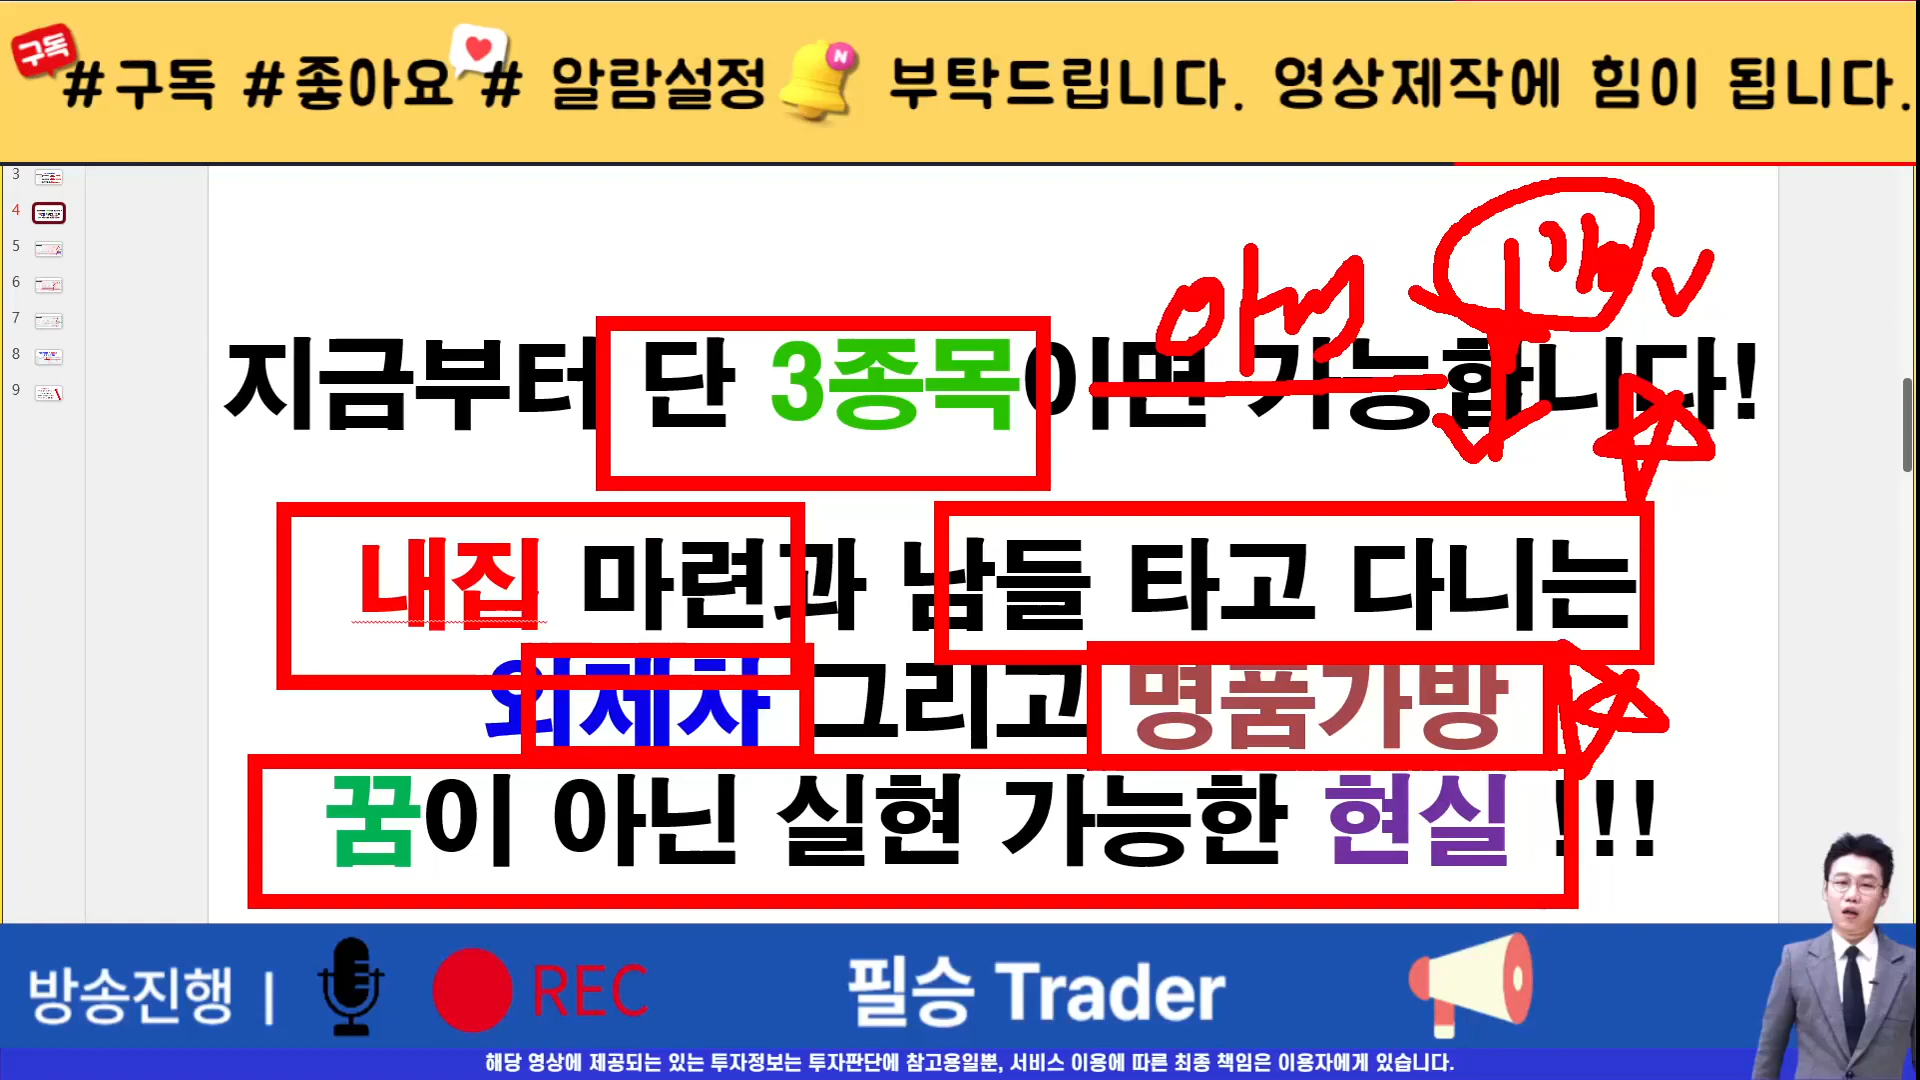 구독
#구독 #좋아요 # 알람설정 N 부탁드립니다. 영상제작에 힘이 됩니다.
3
4
5
6
7
8
9
지금부터 단 3종목이면 가능합니다!
내집 마련과 남들 타고 다니는
외제차 그리고 명품가방
꿈이 아닌 실현 가능한 현실 !!!
방송진행 | REC 필승 Trader
해당 영상에 제공되는 있는 투자정보는 투자판단에 참고용일뿐, 서비스 이용에 따른 최종 책임은 이용자에게 있습니다.